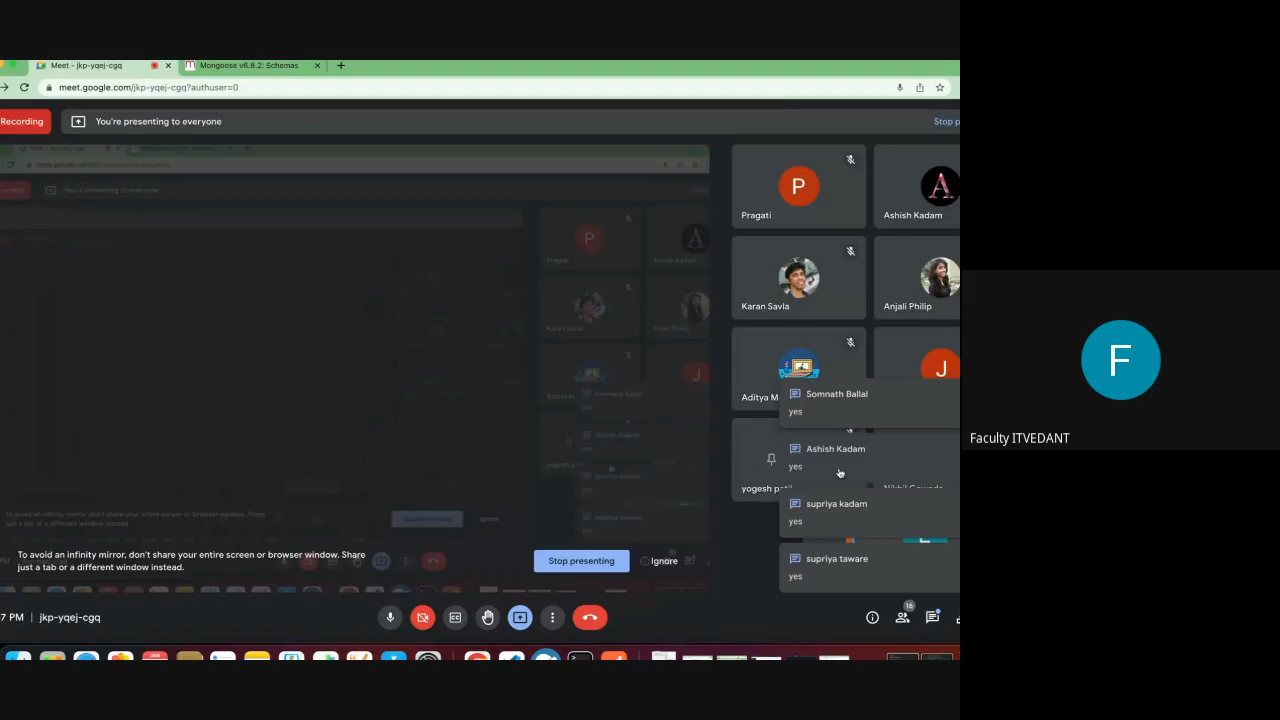 Meet - jkp-yqej-cgq
Mongoose v6.8.2: Schemas
meet.google.com/jkp-yqej-cgq?authuser=0
Recording
You're presenting to everyone
Stop p
P
Pragati
A
Ashish Kadam
Karan Savla
Anjali Philip
Aditya M
J
Somnath Ballal
yes
Ashish Kadam
yes
yogesh patil
supriya kadam
yes
supriya taware
yes
To avoid an infinity mirror, don't share your entire screen or browser window. Share
just a tab or a different window instead.
Stop presenting
Ignore
7 PM | jkp-yqej-cgq
16
JAN
F
Faculty ITVEDANT